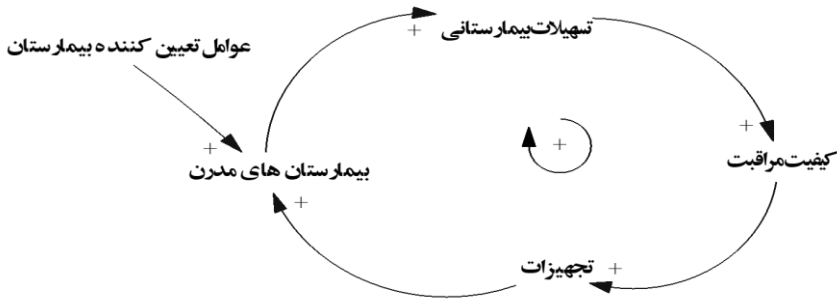 تسهیلات بیمارستانی
+
عوامل تعیین کننده بیمارستان
+
+
+
کیفیت مراقبت
+
بیمارستان های مدرن
+
تجهیزات
+